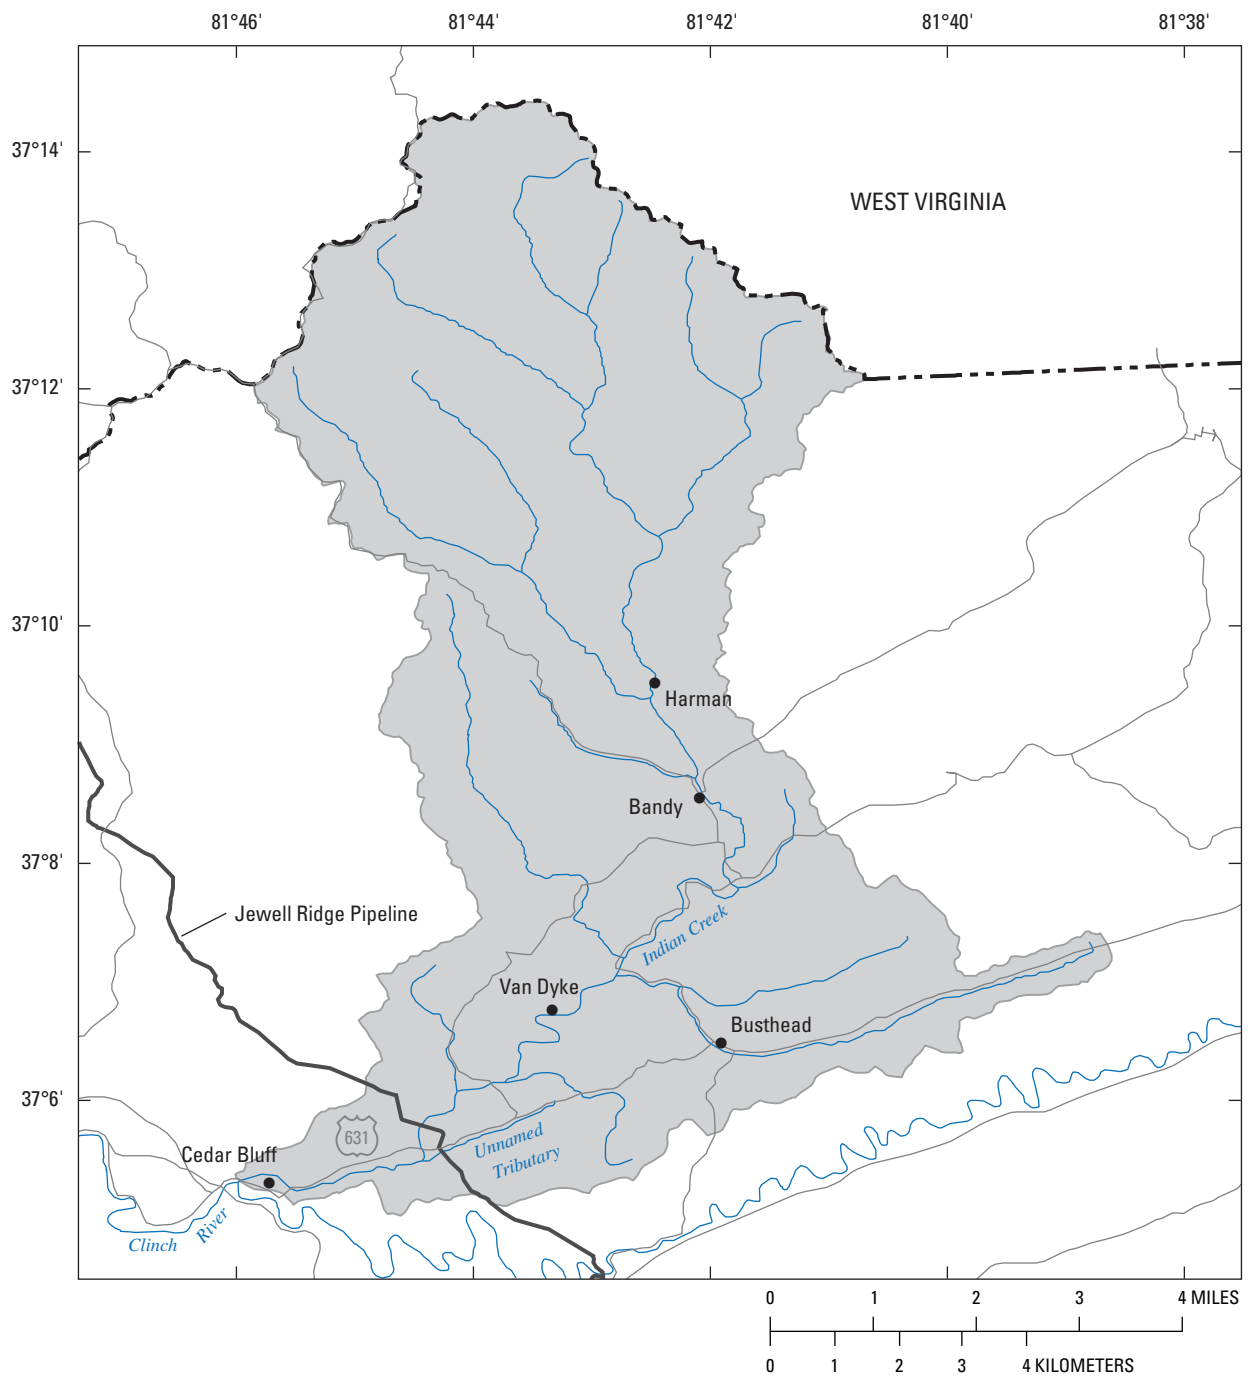 81°46'
81°44'
81°42'
81°40'
81°38'
37°14'
WEST VIRGINIA
37°12'
37°10'
Harman
Bandy
37°8'
Jewell Ridge Pipeline
Indian Creek
Van Dyke
Busthead
37°6'
631
Unnamed
Tributary
Cedar Bluff
Clinch
River
0 1 2 3 4 MILES
0 1 2 3 4 KILOMETERS